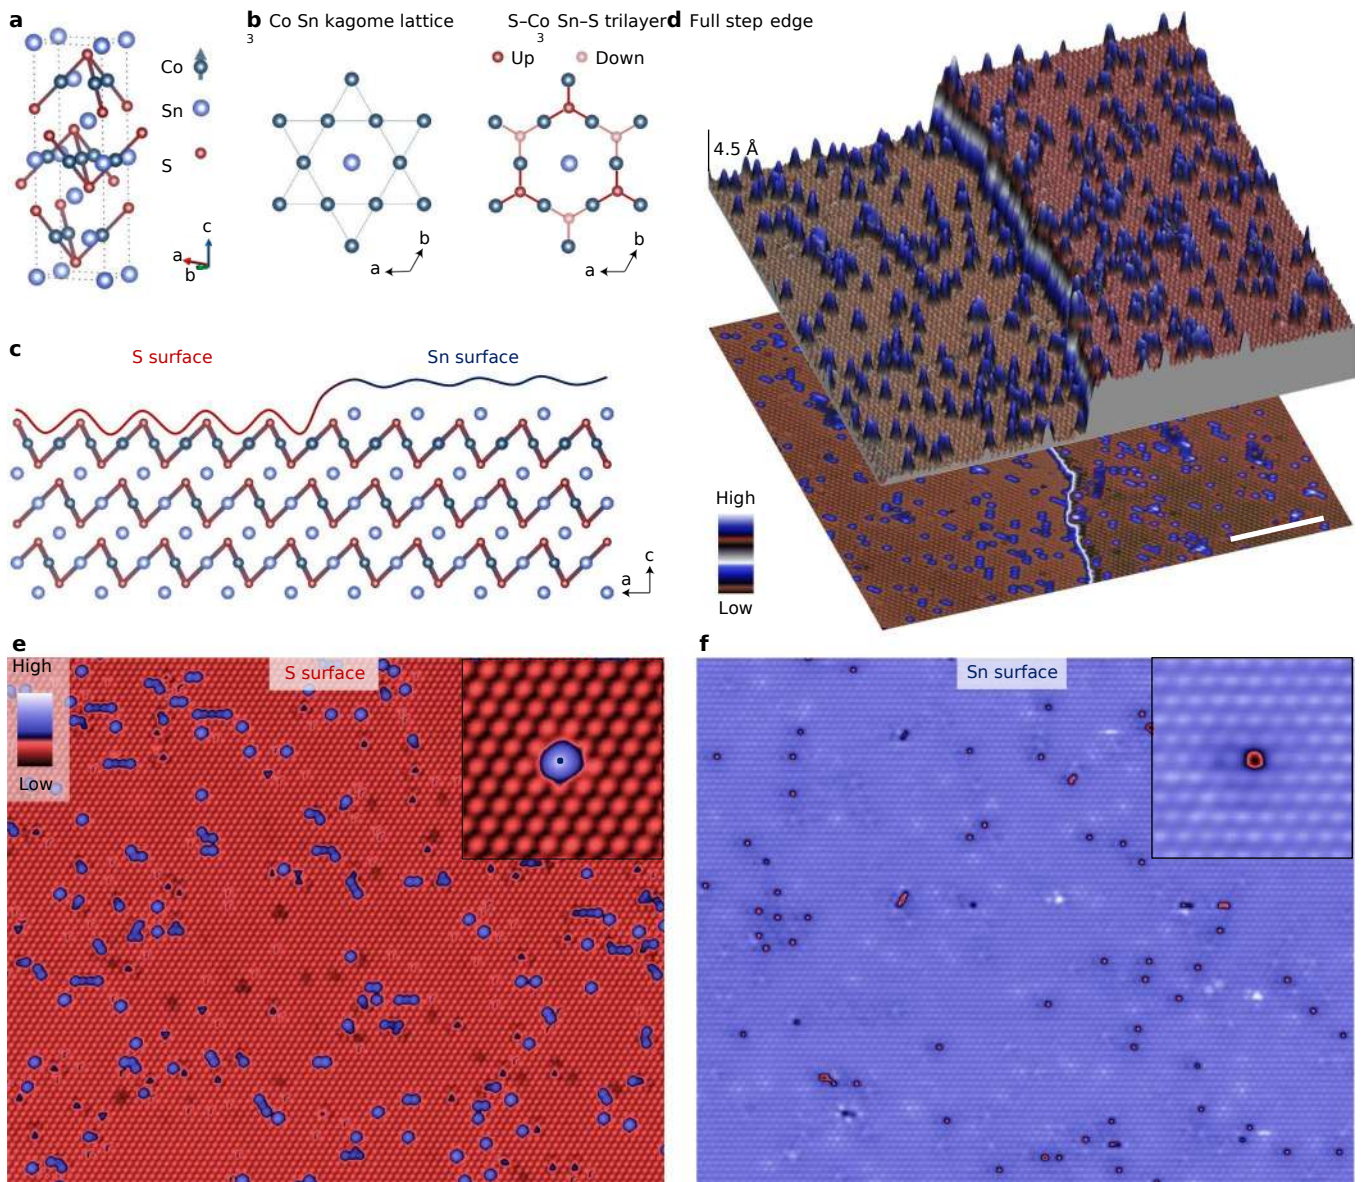 a
Co
Sn
S
c
a
b
b Co₃Sn kagome lattice
S–Co₃Sn–S trilayer
Up
Down
b
a
b
a
c
S surface
Sn surface
c
a
d Full step edge
4.5 Å
High
Low
e
High
Low
S surface
f
Sn surface